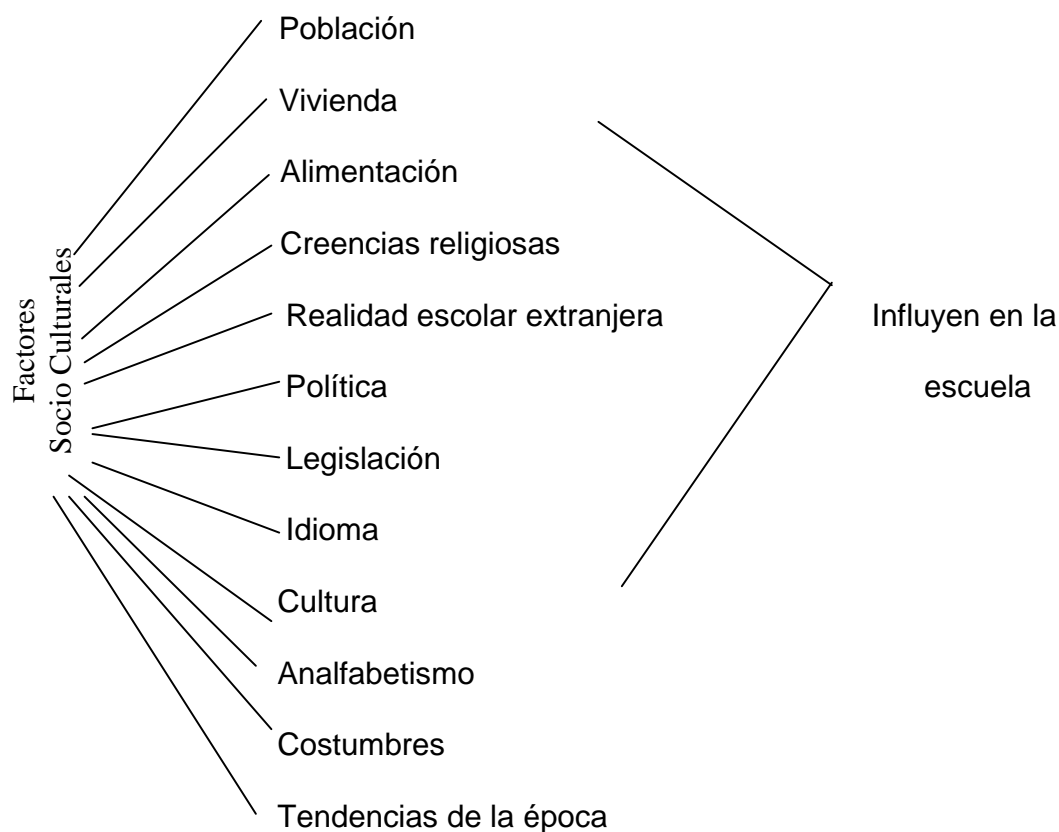 Factores
Socio Culturales
Población
Vivienda
Alimentación
Creencias religiosas
Realidad escolar extranjera
Política
Legislación
Idioma
Cultura
Analfabetismo
Costumbres
Tendencias de la época
Influyen en la
escuela